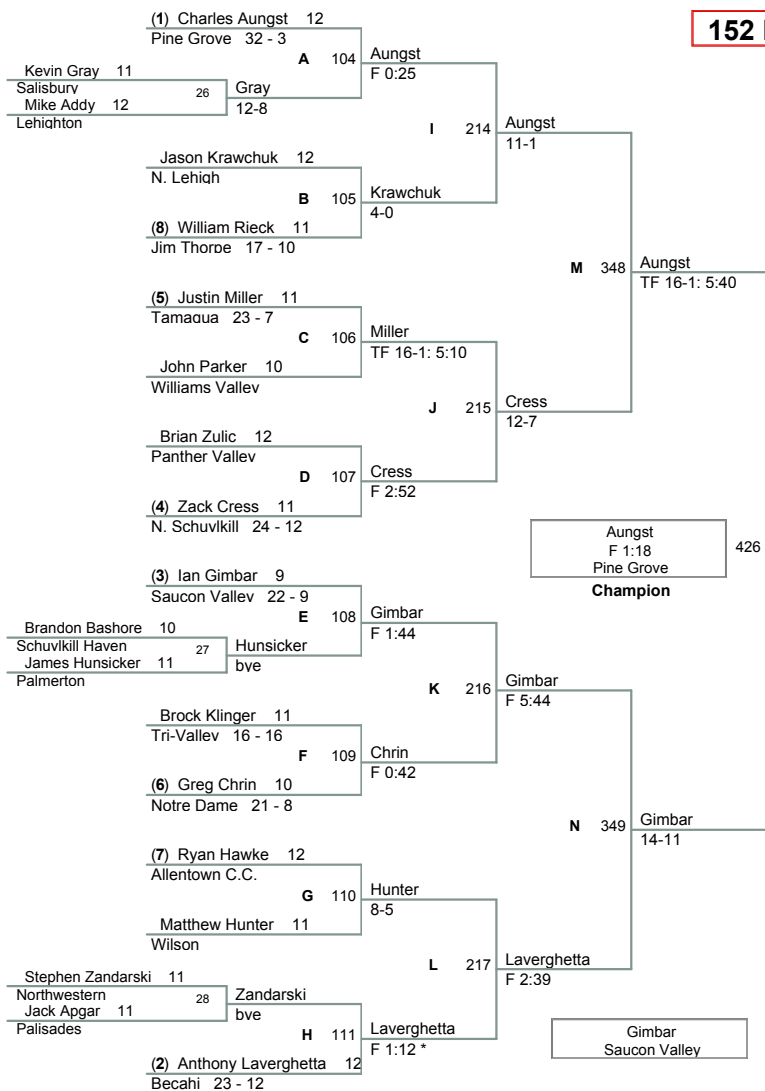 (1) Charles Aungst 12
Pine Grove 32 - 3
152
A 104
Aungst
F 0:25
Kevin Gray 11
Salisbury
26
Mike Addy 12
Lehighton
Gray
12-8
I 214
Aungst
11-1
Jason Krawchuk 12
N. Lehigh
B 105
Krawchuk
4-0
(8) William Rieck 11
Jim Thorpe 17 - 10
M 348
Aungst
TF 16-1: 5:40
(5) Justin Miller 11
Tamaqua 23 - 7
C 106
Miller
TF 16-1: 5:10
John Parker 10
Williams Valley
J 215
Cress
12-7
Brian Zulic 12
Panther Valley
D 107
Cress
F 2:52
(4) Zack Cress 11
N. Schuylkill 24 - 12
Aungst
F 1:18
Pine Grove
426
Champion
(3) Ian Gimbar 9
Saucon Valley 22 - 9
E 108
Gimbar
F 1:44
Brandon Bashore 10
Schuylkill Haven
27
James Hunsicker 11
Palmerton
Hunsicker
bye
K 216
Gimbar
F 5:44
Brock Klinger 11
Tri-Valley 16 - 16
F 109
Chrin
F 0:42
(6) Greg Chrin 10
Notre Dame 21 - 8
N 349
Gimbar
14-11
(7) Ryan Hawke 12
Allentown C.C.
G 110
Hunter
8-5
Matthew Hunter 11
Wilson
L 217
Laverghetta
F 2:39
Stephen Zandarski 11
Northwestern
28
Jack Apgar 11
Palisades
Zandarski
bye
H 111
Laverghetta
F 1:12 *
(2) Anthony Laverghetta 12
Becahi 23 - 12
Gimbar
Saucon Valley